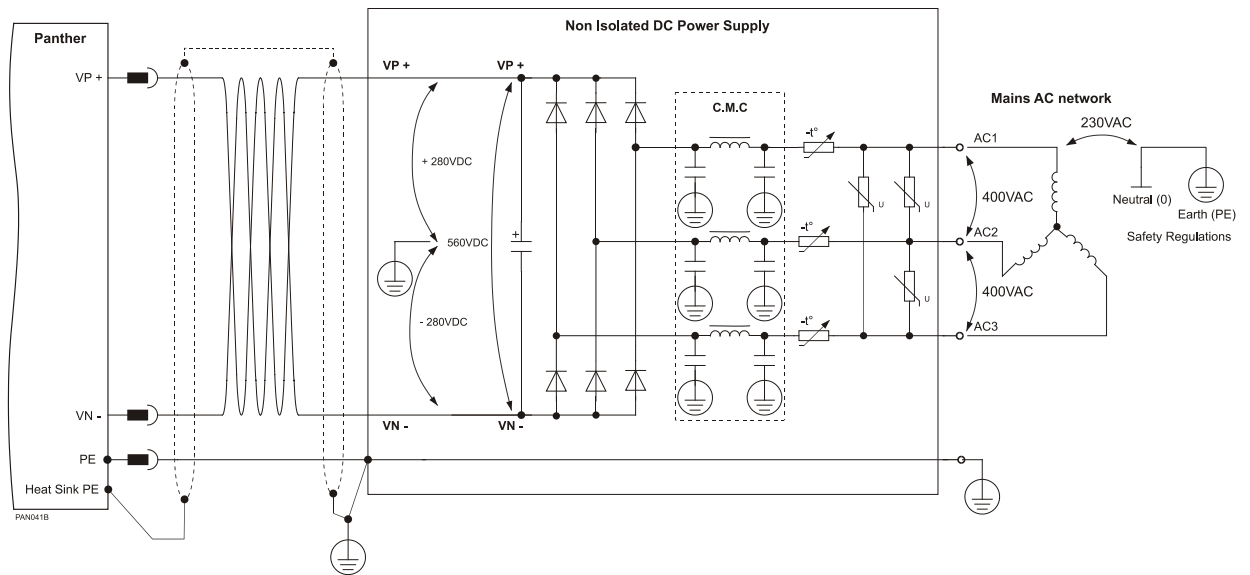 Non Isolated DC Power Supply
Panther
VP +
VP +
VP +
C.M.C
Mains AC network
230VAC
-t°
AC1
+ 280VDC
U
U
400VAC
Neutral (0)
Earth (PE)
Safety Regulations
-t°
AC2
560VDC
+
400VAC
U
- 280VDC
-t°
AC3
VN -
VN -
VN -
PE
Heat Sink PE
PAN041B